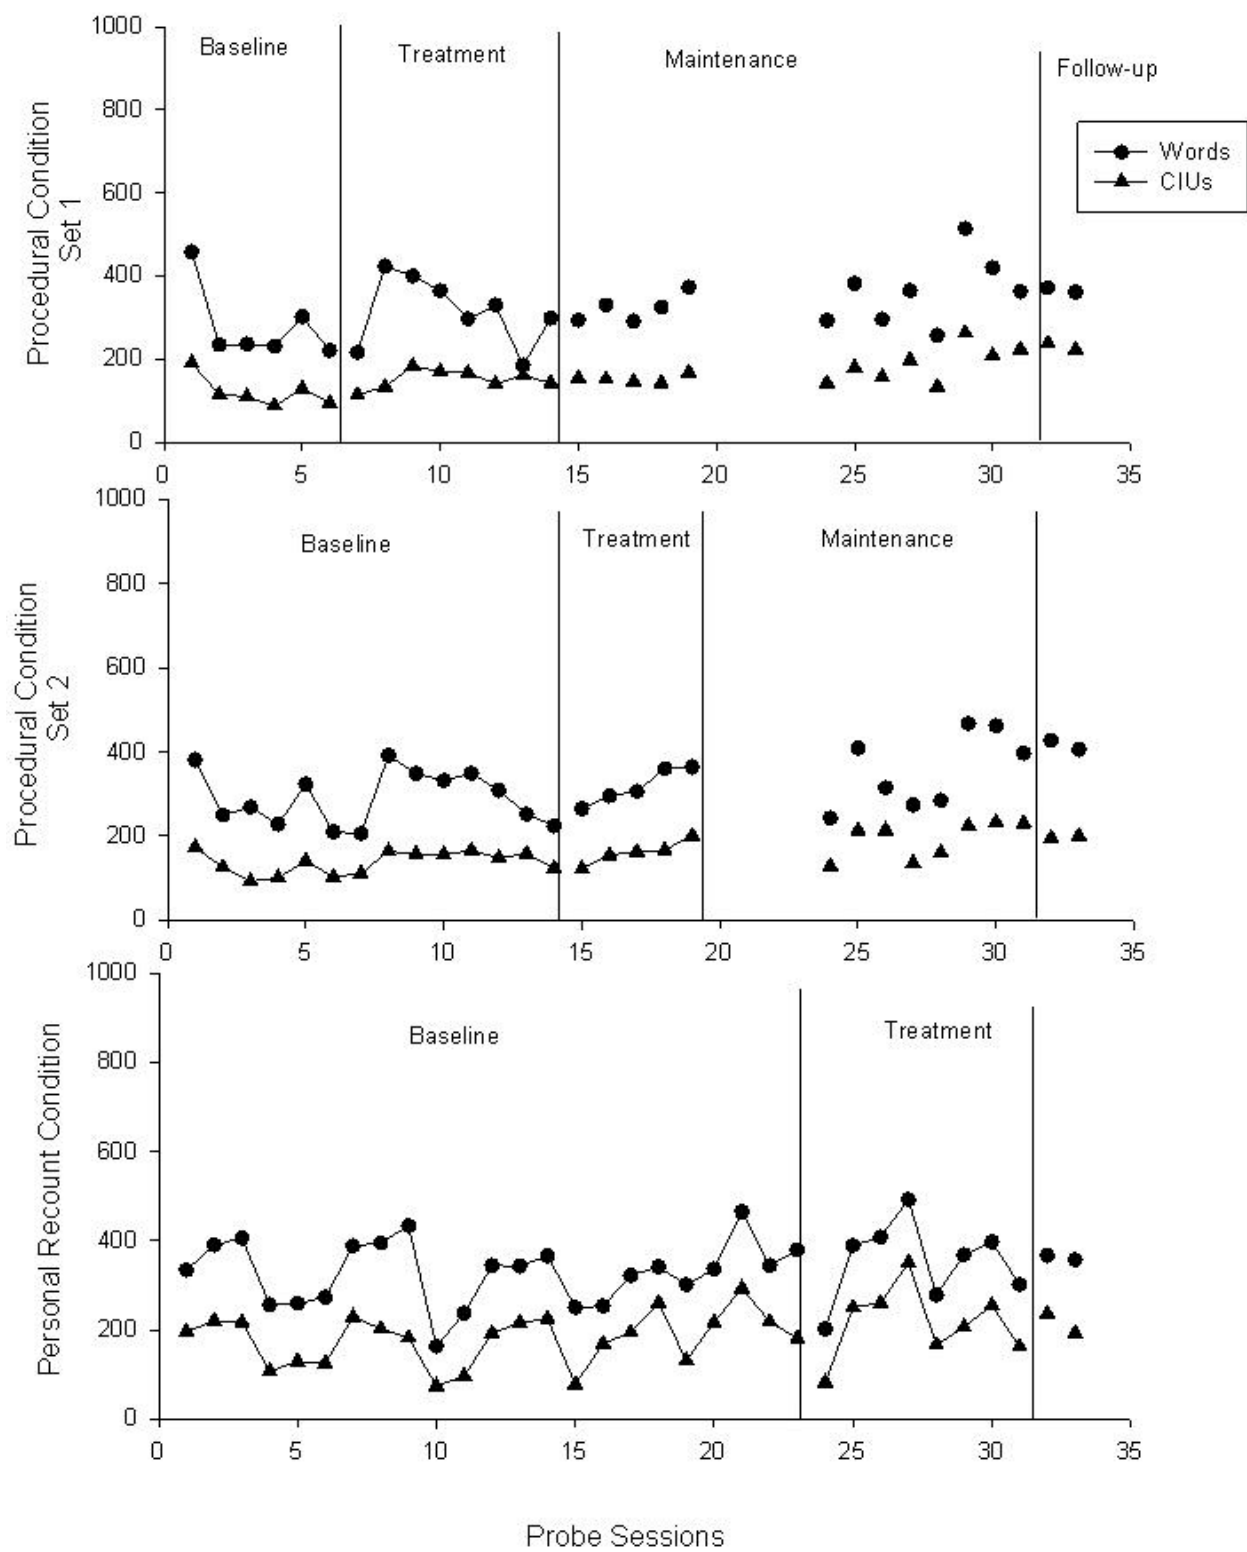 1000
800
600
400
200
0
Procedural Condition
Set 1
Baseline
Treatment
Maintenance
Follow-up
Words
CIUs
0 5 10 15 20 25 30 35
1000
800
600
400
200
0
Procedural Condition
Set 2
Baseline
Treatment
Maintenance
0 5 10 15 20 25 30 35
1000
800
600
400
200
0
Personal Recount Condition
Baseline
Treatment
0 5 10 15 20 25 30 35
Probe Sessions